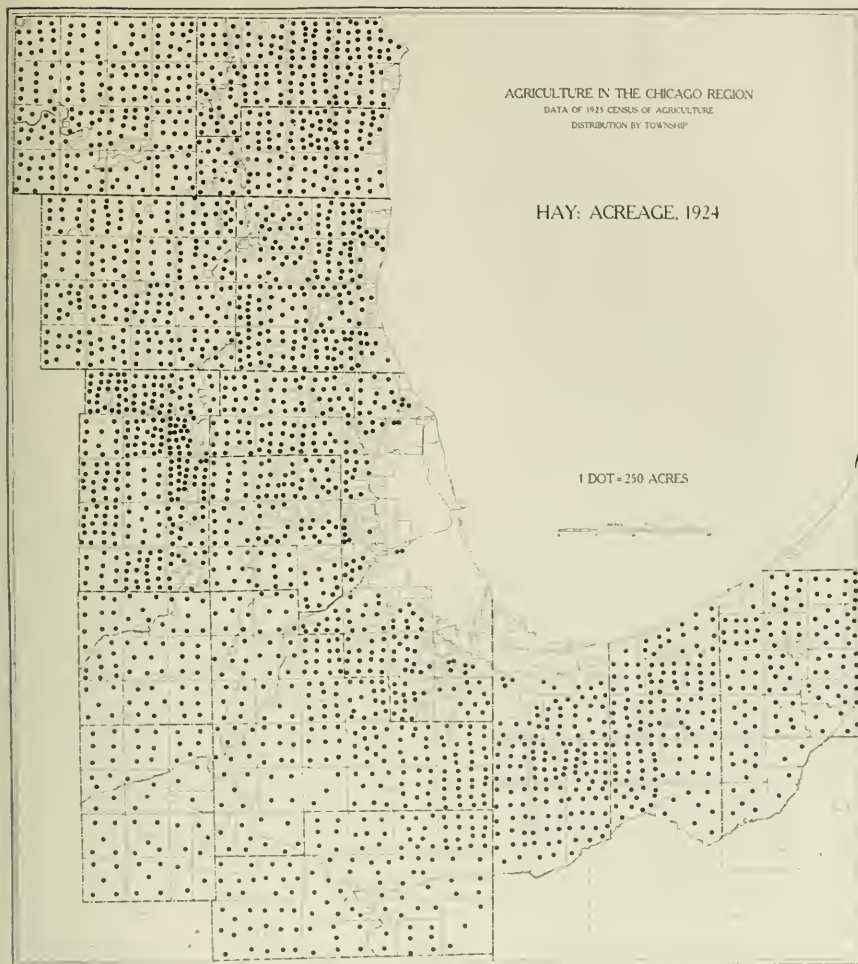 AGRICULTURE IN THE CHICAGO REGION
DATA OF 1925 CENSUS OF AGRICULTURE
DISTRIBUTION BY TOWNSHIP
HAY: ACREAGE, 1924
1 DOT = 250 ACRES